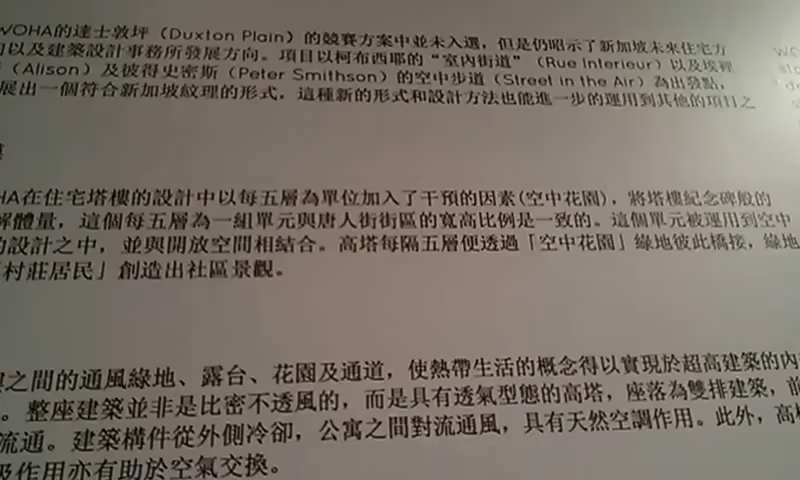 WOHA的達士敦坪（Duxton Plain）的競賽方案中並未入選，但是仍昭示了新加坡未來住宅方
以及建築設計事務所發展方向。項目以柯布西耶的“室內街道”（Rue Interieur）以及埃裡
（Alison）及彼得史密斯（Peter Smithson）的空中步道（Street in the Air）為出發點，
展出一個符合新加坡紋理的形式，這種新的形式和設計方法也能進一步的運用到其他的項目之
HA在住宅塔樓的設計中以每五層為單位加入了干預的因素(空中花園)，將塔樓紀念碑般的
解體量，這個每五層為一組單元與唐人街街區的寬高比例是一致的。這個單元被運用到空中
的設計之中，並與開放空間相結合。高塔每隔五層便透過「空中花園」綠地彼此橋接，綠地
村莊居民」創造出社區景觀。
之間的通風綠地、露台、花園及通道，使熱帶生活的概念得以實現於超高建築的內
。整座建築並非是比密不透風的，而是具有透氣型態的高塔，座落為雙排建築，前
流通。建築構件從外側冷卻，公寓之間對流通風，具有天然空調作用。此外，高
作用亦有助於空氣交換。